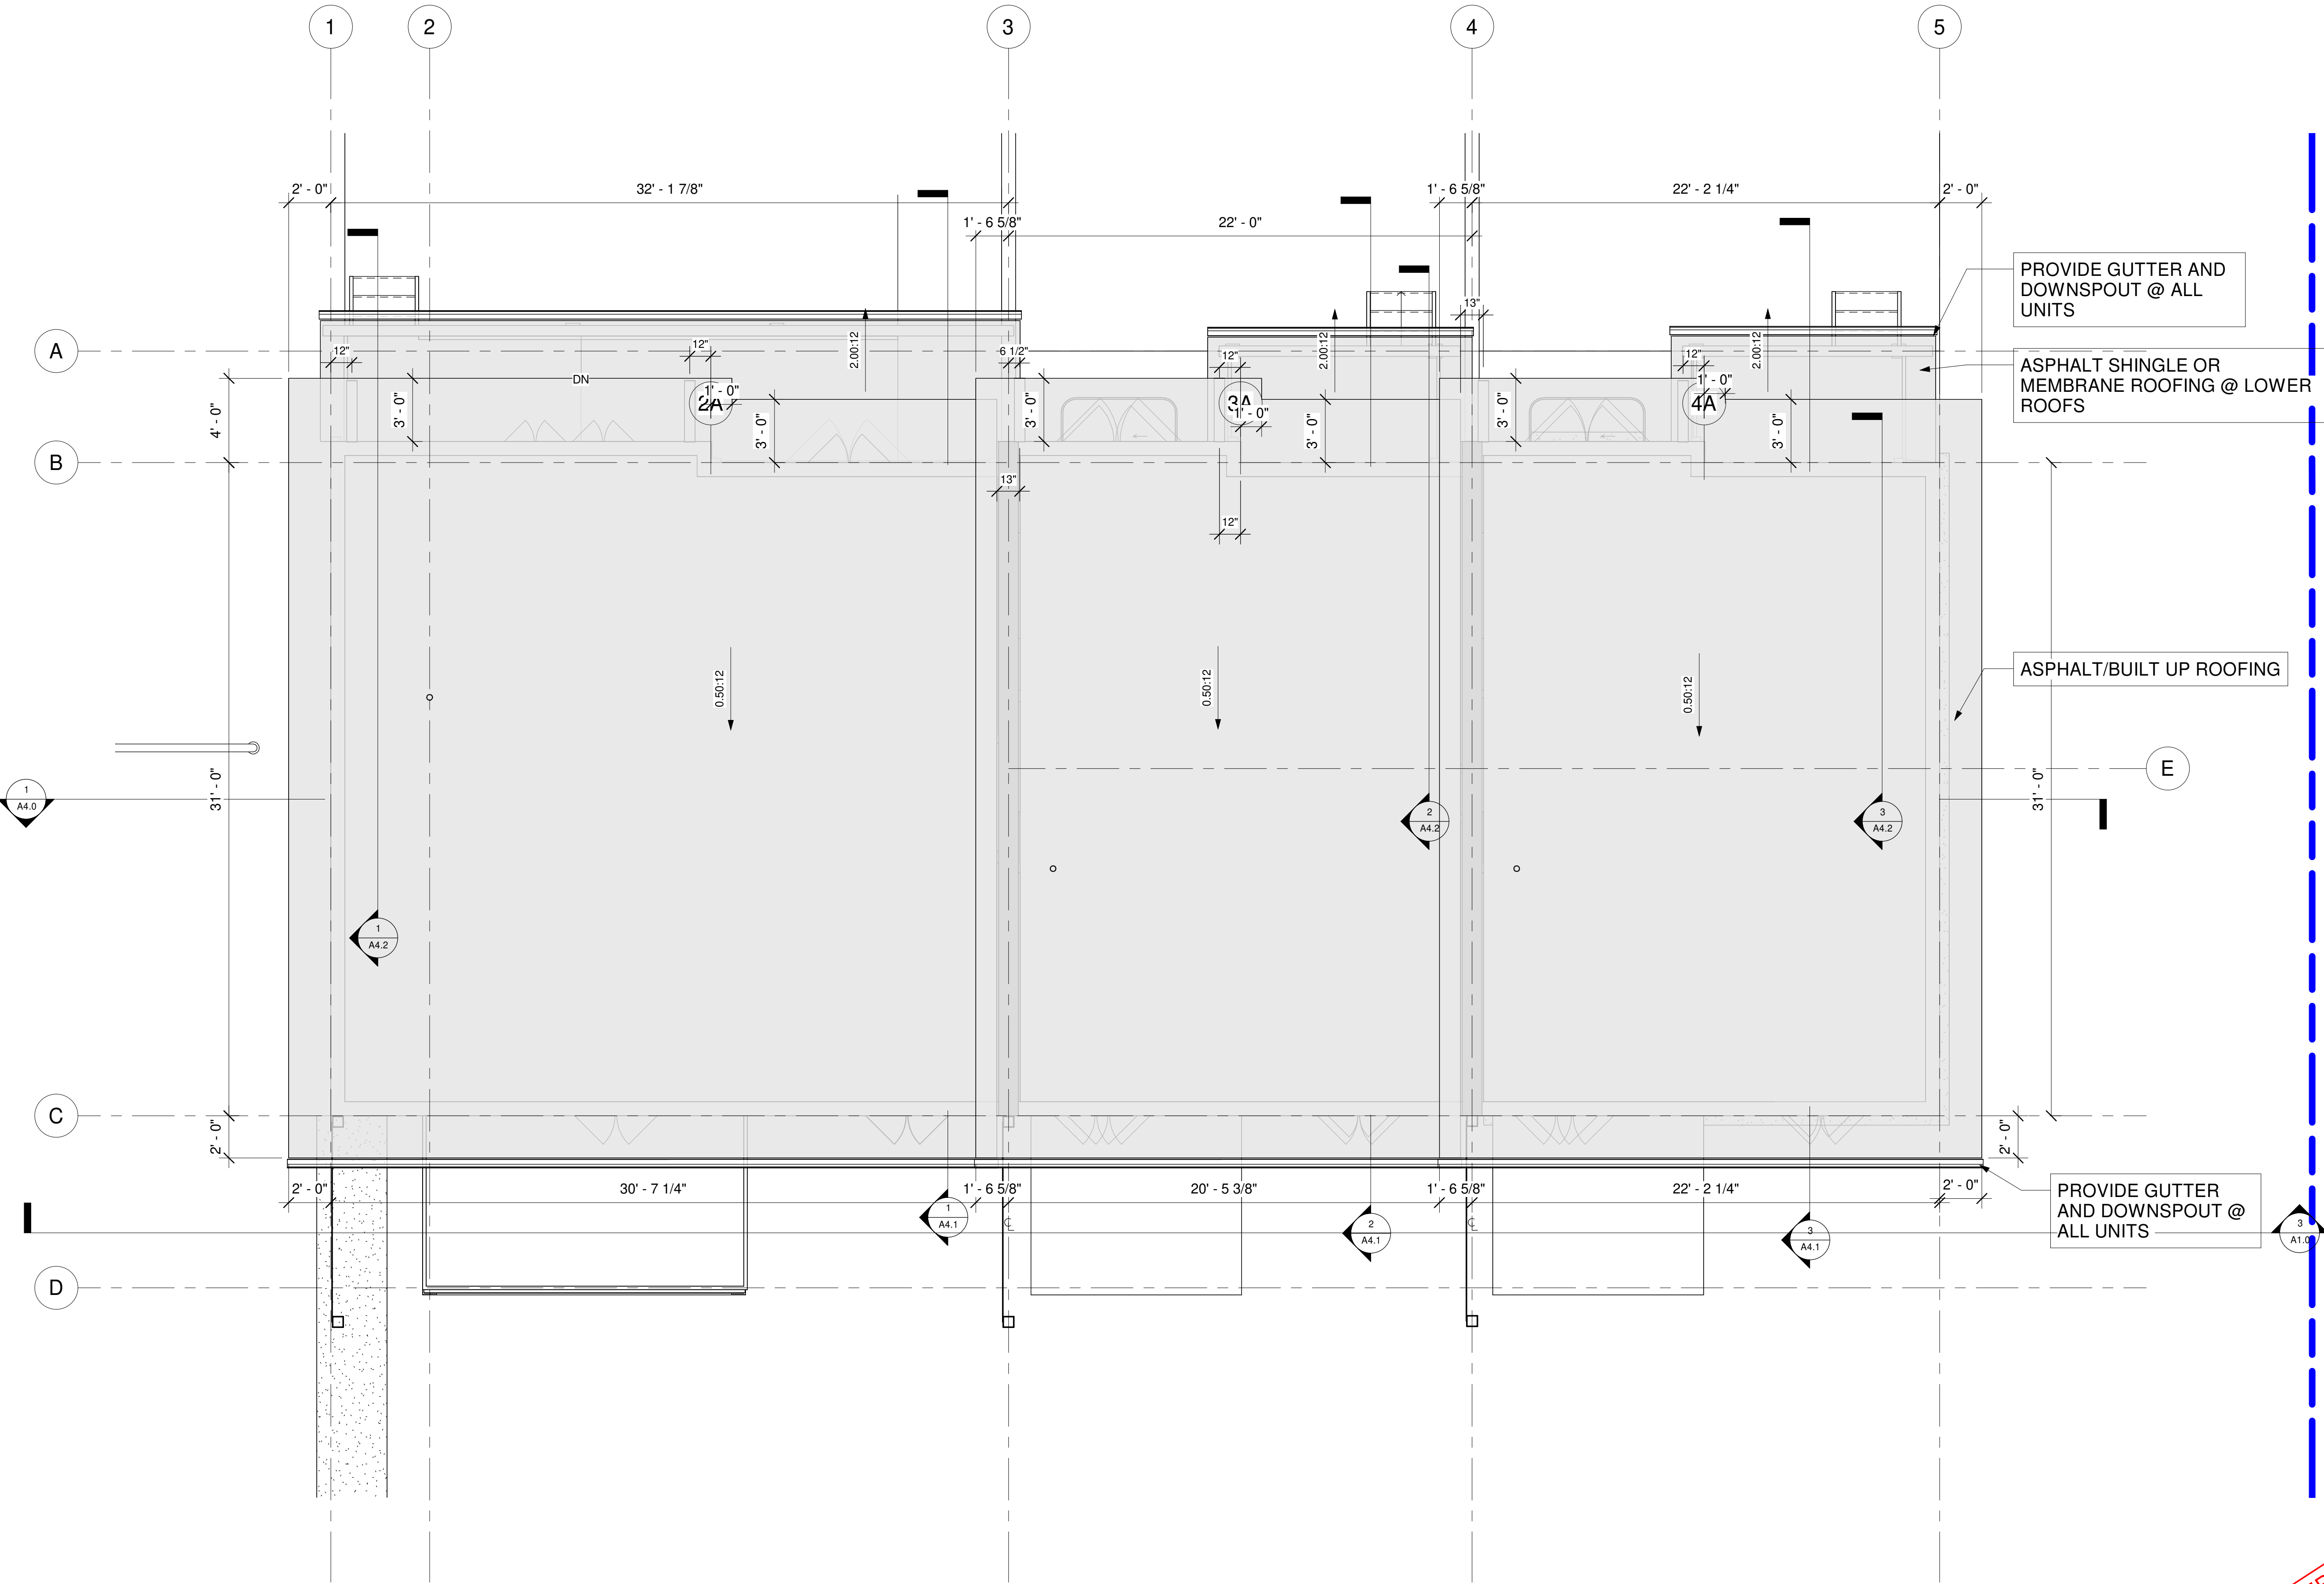 1
2
3
4
5
2' - 0"
32' - 1 7/8"
1' - 6 5/8"
22' - 2 1/4"
2' - 0"
1' - 6 5/8"
22' - 0"
PROVIDE GUTTER AND
DOWNSPOUT @ ALL
UNITS
13"
A
12"
12"
2.00:12
6 1/2"
12"
2.00:12
12"
2.00:12
ASPHALT SHINGLE OR
MEMBRANE ROOFING @ LOWER
ROOFS
DN
4' - 0"
3' - 0"
2A
1' - 0"
3' - 0"
3' - 0"
3A
1' - 0"
3' - 0"
3' - 0"
4A
1' - 0"
3' - 0"
B
13"
12"
0.50:12
0.50:12
0.50:12
ASPHALT/BUILT UP ROOFING
E
31' - 0"
31' - 0"
1
A4.0
2
A4.2
3
A4.2
1
A4.2
C
2' - 0"
2' - 0"
2' - 0"
30' - 7 1/4"
1' - 6 5/8"
20' - 5 3/8"
1' - 6 5/8"
22' - 2 1/4"
2' - 0"
PROVIDE GUTTER
AND DOWNSPOUT @
ALL UNITS
1
A4.1
2
A4.1
3
A4.1
3
A1.0
D